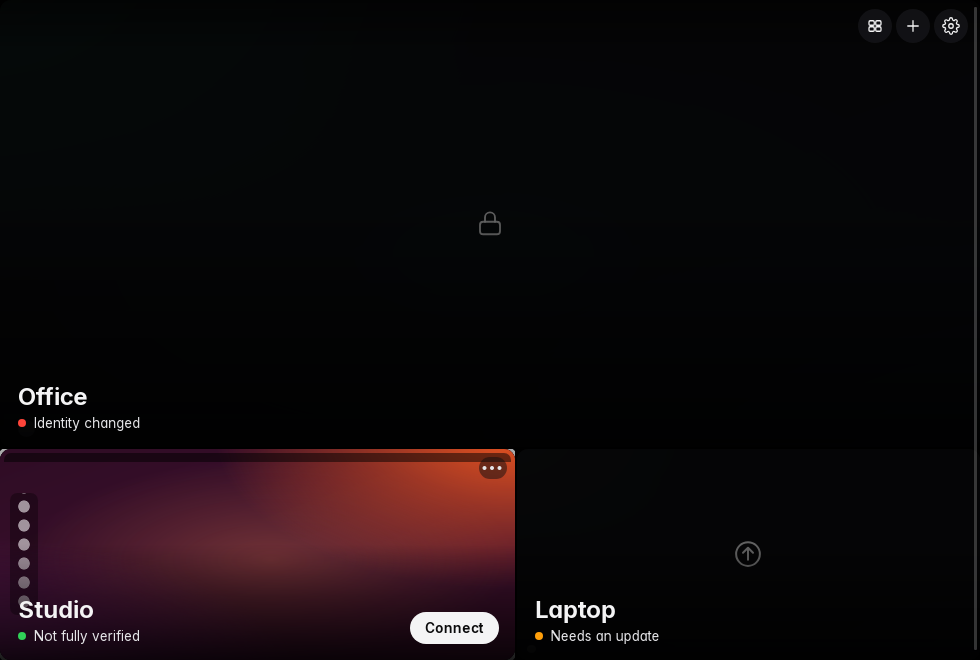 Office
Identity changed
Studio
Not fully verified
Connect
Laptop
Needs an update